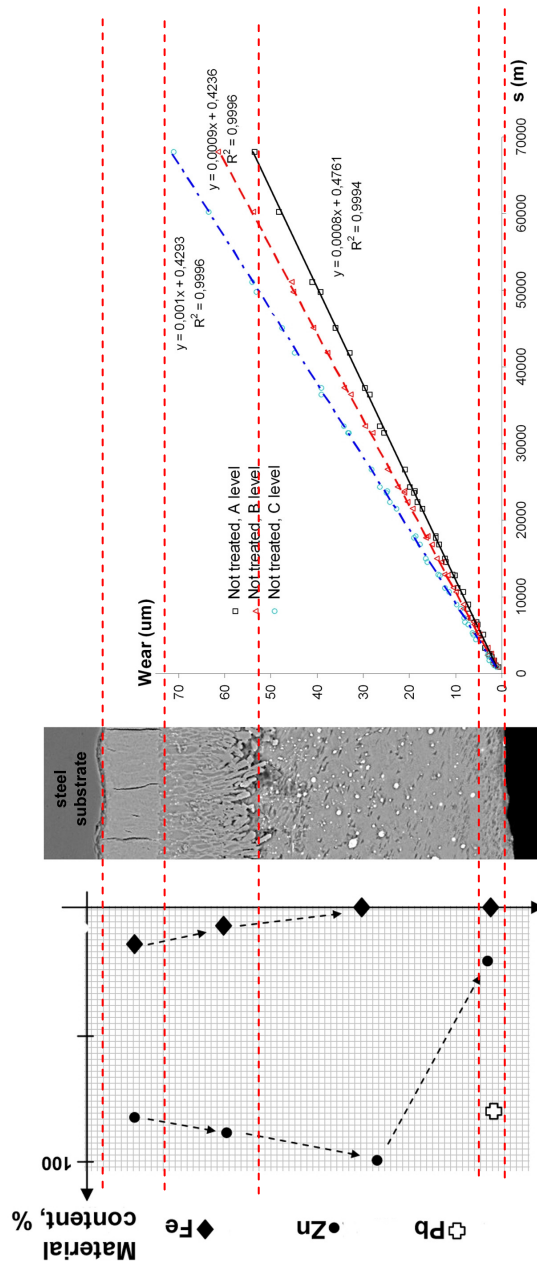 Wear (um)
70
60
50
40
30
20
10
0
0
10000
20000
30000
40000
50000
60000
70000
s (m)
y = 0,001x + 0,4293
R² = 0,9996
y = 0,0009x + 0,4236
R² = 0,9996
y = 0,0008x + 0,4761
R² = 0,9994
Not treated, A level
Not treated, B level
Not treated, C level
steel
substrate
Material
content, %
100
Fe
Zn
Pb